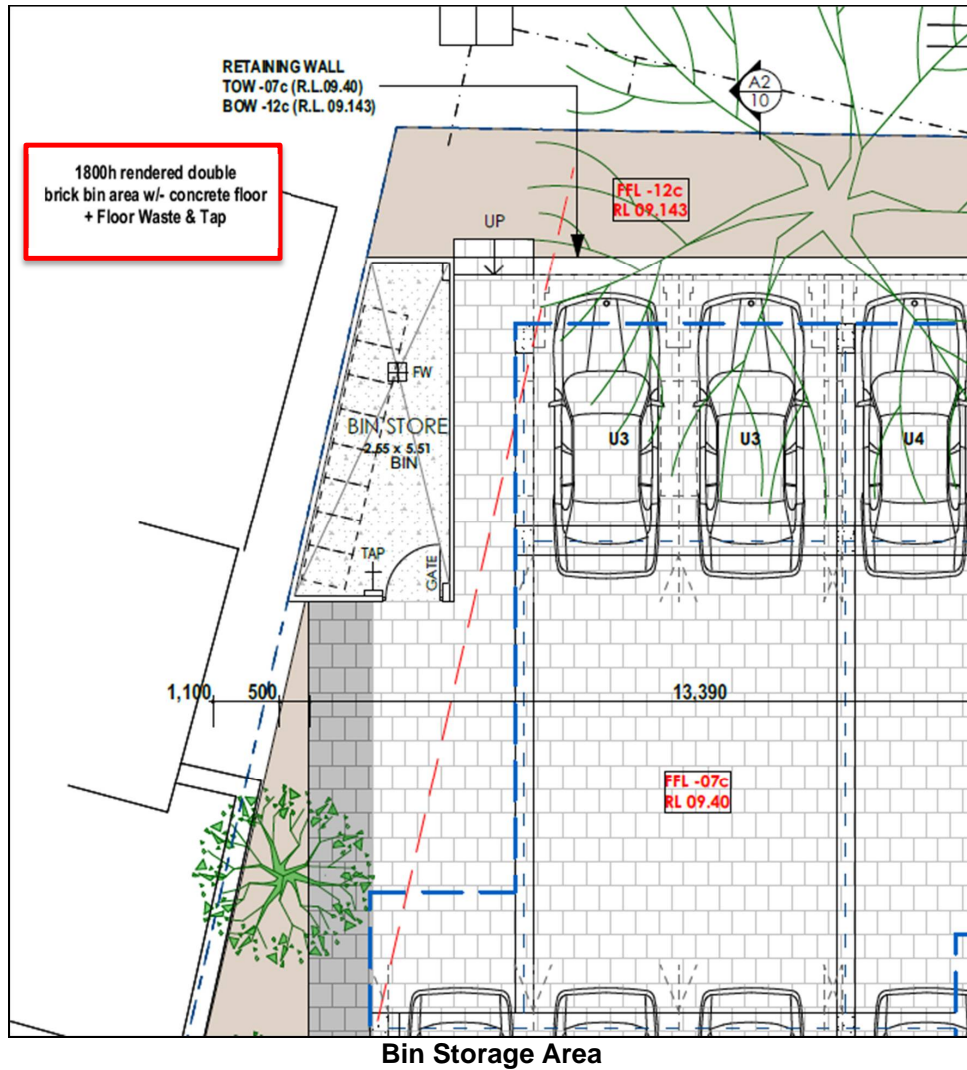 RETAINING WALL
TOW -07c (R.L.09.40)
BOW -12c (R.L. 09.143)
A2
10
1800h rendered double
brick bin area w/- concrete floor
+ Floor Waste & Tap
FFL -12c
RL 09.143
UP
FW
BIN STORE
2.55 x 5.51
BIN
U3
U3
U4
TAP
GATE
1,100
500
13,390
FFL -07c
RL 09.40
Bin Storage Area